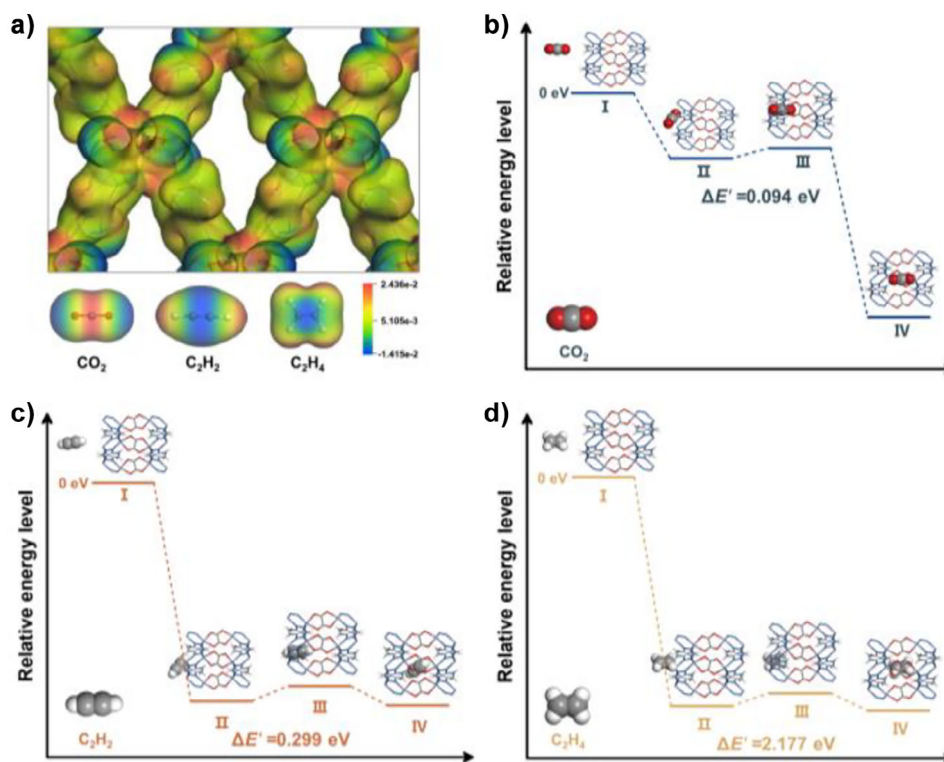 a)
CO₂
C₂H₂
C₂H₄
2.436e-2
5.105e-3
-1.415e-2
b)
Relative energy level
0 eV
I
II
III
ΔE' =0.094 eV
IV
CO₂
c)
Relative energy level
0 eV
I
II
III
IV
ΔE' =0.299 eV
C₂H₂
d)
Relative energy level
0 eV
I
II
III
IV
ΔE' =2.177 eV
C₂H₄